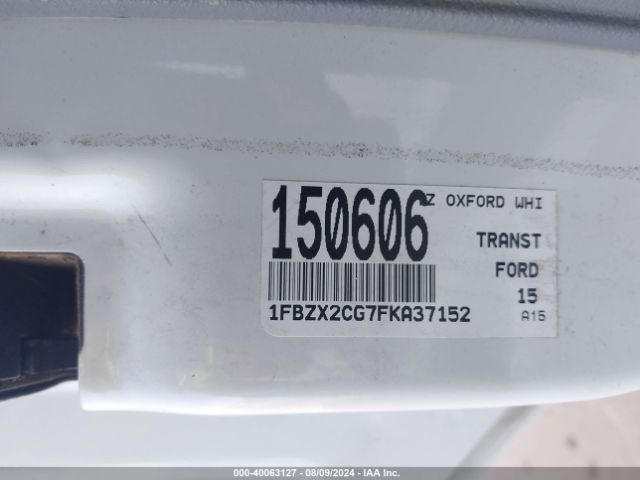 150606
Z OXFORD WHI
TRANST
FORD
15
1FBZX2CG7FKA37152
A15
000-40063127 - 08/09/2024 - IAA Inc.